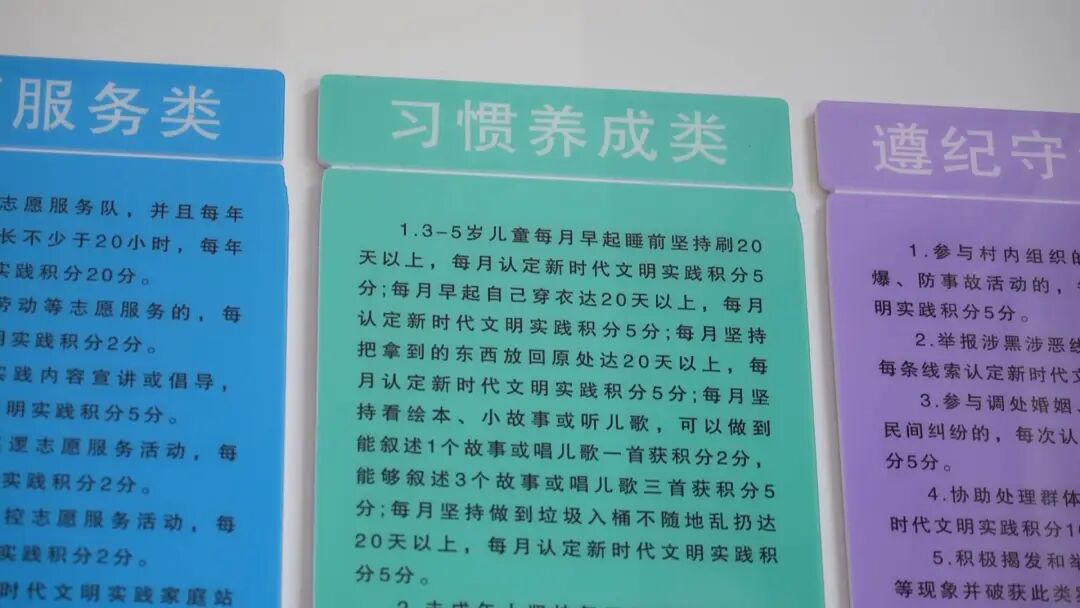 服务类
志愿服务队，并且每年
长不少于20小时，每年
实践积分20分。
劳动等志愿服务的，每
明实践积分2分。
实践内容宣讲或倡导，
明实践积分5分。
逻志愿服务活动，每
实践积分2分。
控志愿服务活动，每
实践积分2分。
时代文明实践家庭站
习惯养成类
1.3-5岁儿童每月早起睡前坚持刷20
天以上，每月认定新时代文明实践积分5
分;每月早起自己穿衣达20天以上，每月
认定新时代文明实践积分5分;每月坚持
把拿到的东西放回原处达20天以上，每
月认定新时代文明实践积分5分;每月坚
持看绘本、小故事或听儿歌，可以做到
能叙述1个故事或唱儿歌一首获积分2分，
能够叙述3个故事或唱儿歌三首获积分5
分;每月坚持做到垃圾入桶不随地乱扔达
20天以上，每月认定新时代文明实践积
分5分。
遵纪守
1.参与村内组织的
爆、防事故活动的，
明实践积分5分。
2.举报涉黑涉恶线
每条线索认定新时代文
3.参与调处婚姻、
民间纠纷的，每次认
分5分。
4.协助处理群体
时代文明实践积分1
5.积极揭发和举
等现象并破获此类案